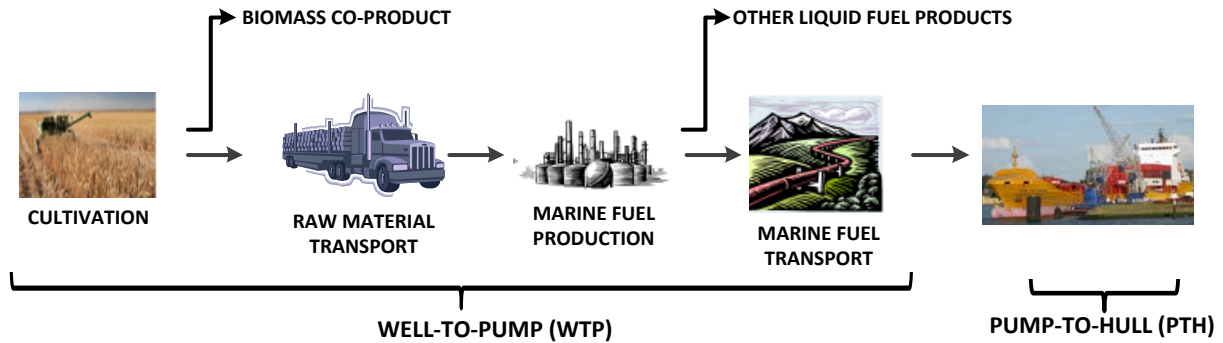 BIOMASS CO-PRODUCT
OTHER LIQUID FUEL PRODUCTS
CULTIVATION
RAW MATERIAL
TRANSPORT
MARINE FUEL
PRODUCTION
MARINE FUEL
TRANSPORT
WELL-TO-PUMP (WTP)
PUMP-TO-HULL (PTH)